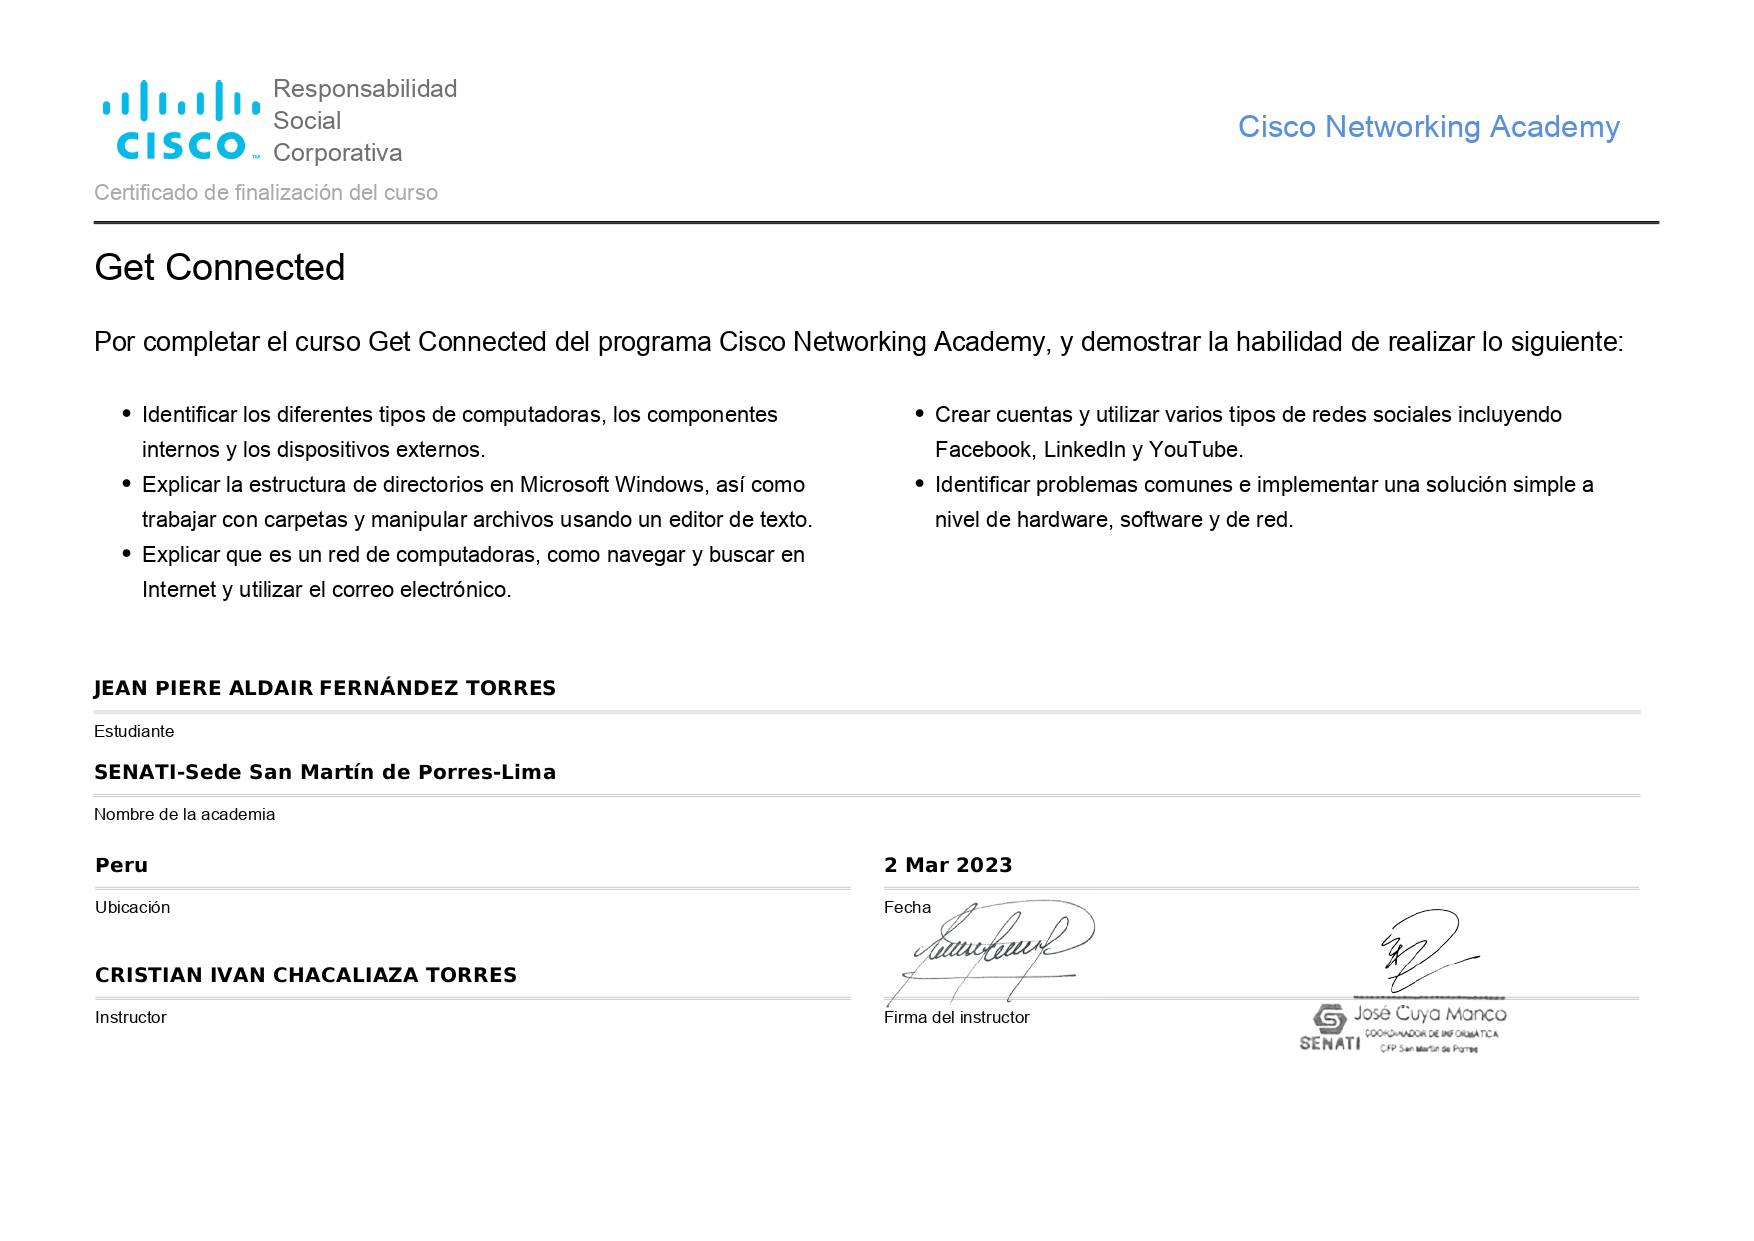 CISCO™
Responsabilidad
Social
Corporativa
Cisco Networking Academy
Certificado de finalización del curso
Get Connected
Por completar el curso Get Connected del programa Cisco Networking Academy, y demostrar la habilidad de realizar lo siguiente:
• Identificar los diferentes tipos de computadoras, los componentes
internos y los dispositivos externos.
• Explicar la estructura de directorios en Microsoft Windows, así como
trabajar con carpetas y manipular archivos usando un editor de texto.
• Explicar que es un red de computadoras, como navegar y buscar en
Internet y utilizar el correo electrónico.
• Crear cuentas y utilizar varios tipos de redes sociales incluyendo
Facebook, LinkedIn y YouTube.
• Identificar problemas comunes e implementar una solución simple a
nivel de hardware, software y de red.
JEAN PIERE ALDAIR FERNÁNDEZ TORRES
Estudiante
SENATI-Sede San Martín de Porres-Lima
Nombre de la academia
Peru
Ubicación
2 Mar 2023
Fecha
CRISTIAN IVAN CHACALIAZA TORRES
Instructor
Firma del instructor
SENATI
José Cuya Manco
COORDINADOR DE INFORMÁTICA
CFP San Martín de Porres